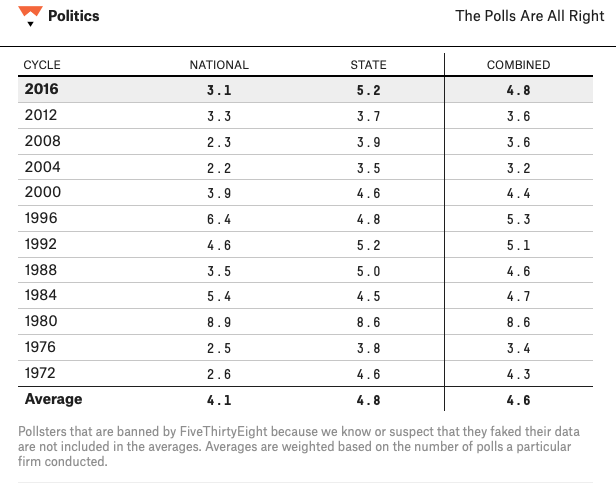 Politics The Polls Are All Right
CYCLE NATIONAL STATE COMBINED
2016 3.1 5.2 4.8
2012 3.3 3.7 3.6
2008 2.3 3.9 3.6
2004 2.2 3.5 3.2
2000 3.9 4.6 4.4
1996 6.4 4.8 5.3
1992 4.6 5.2 5.1
1988 3.5 5.0 4.6
1984 5.4 4.5 4.7
1980 8.9 8.6 8.6
1976 2.5 3.8 3.4
1972 2.6 4.6 4.3
Average 4.1 4.8 4.6
Pollsters that are banned by FiveThirtyEight because we know or suspect that they faked their data
are not included in the averages. Averages are weighted based on the number of polls a particular
firm conducted.